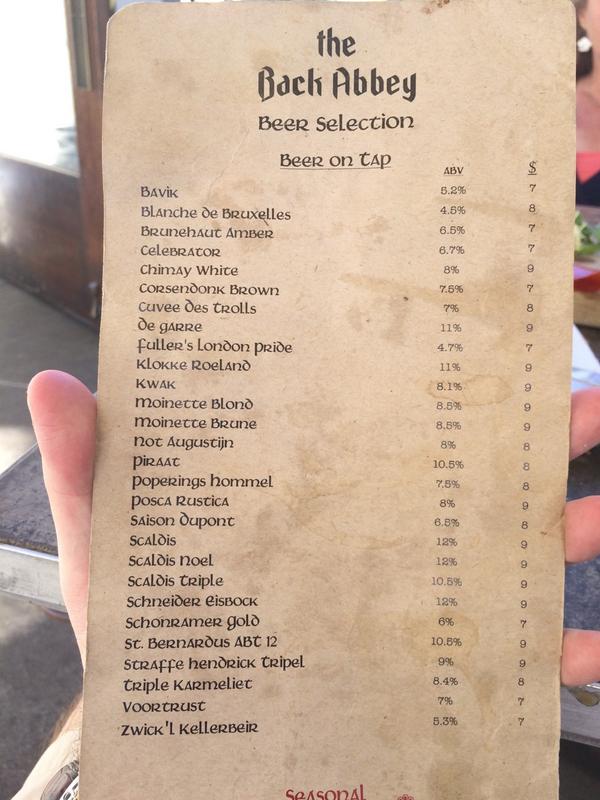 the
Back Abbey
Beer Selection
Beer on Tap ABV $
Bavik 5.2% 7
Blanche de Bruxelles 4.5% 8
Brunehaut Amber 6.5% 7
Celebrator 6.7% 7
Chimay White 8% 9
Corsendonk Brown 7.5% 7
Cuvee des Trolls 7% 8
De Garre 11% 9
Fuller's London Pride 4.7% 7
Klokke Roeland 11% 9
Kwak 8.1% 9
Moinette Blond 8.5% 9
Moinette Brune 8.5% 9
Not Augustijn 8% 8
Piraat 10.5% 8
Poperings Hommel 7.5% 8
Posca Rustica 8% 9
Saison Dupont 6.5% 8
Scaldis 12% 9
Scaldis Noel 12% 9
Scaldis Triple 10.5% 9
Schneider Eisbock 12% 9
Schonramer Gold 6% 7
St. Bernardus ABT 12 10.5% 9
Straffe Hendrick Tripel 9% 9
Triple Karmeliet 8.4% 8
Voortrust 7% 7
Zwick'l Kellerbeir 5.3% 7
Seasonal